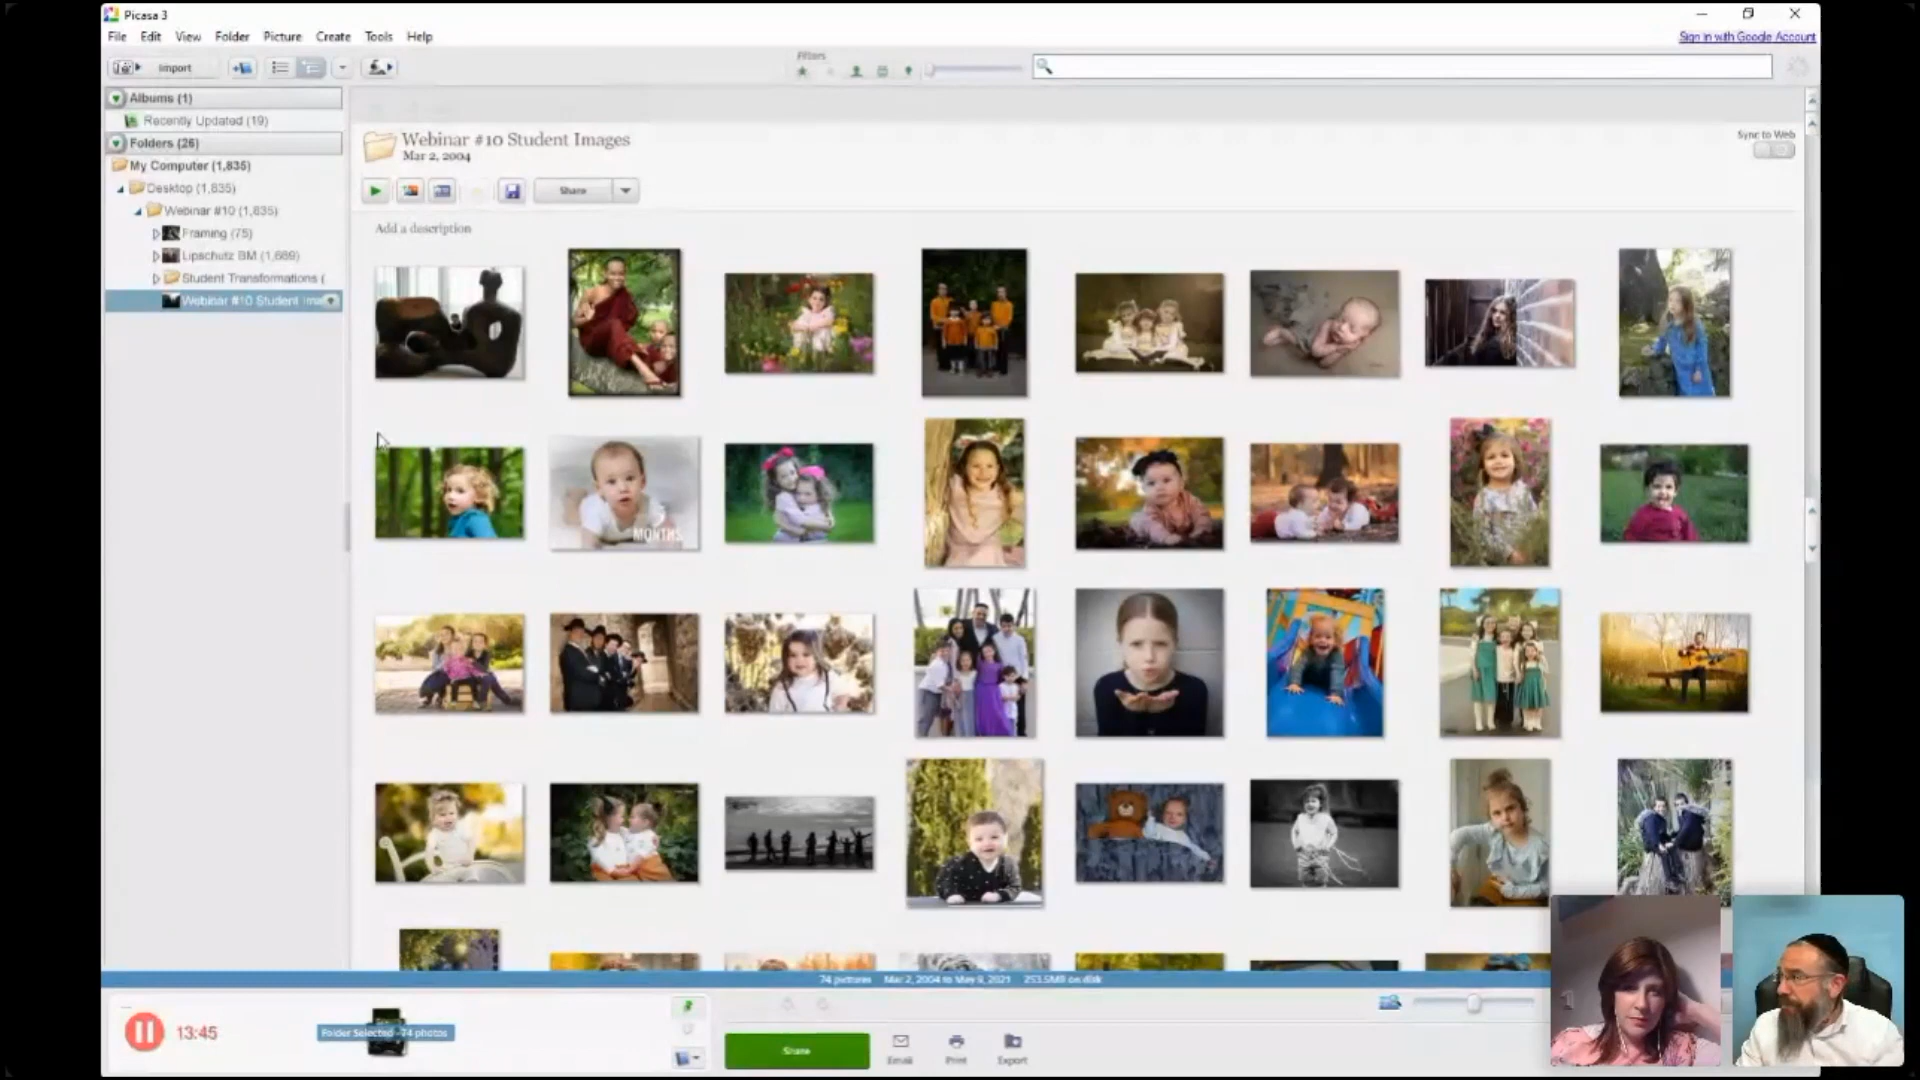 Picasa 3
File Edit View Folder Picture Create Tools Help
Sign in with Google Account
Import
Filters
Albums (1)
Recently Updated (19)
Folders (26)
My Computer (1,835)
Desktop (1,835)
Webinar #10 (1,835)
Framing (75)
Lipschutz BM (1,669)
Student Transformations (
Webinar #10 Student Ima
Webinar #10 Student Images
Mar 2, 2004
Sync to Web
Share
Add a description
MONTHS
74 pictures Mar 2, 2004 to May 9, 2021 253.5MB on disk
13:45
Folder Selected - 74 photos
Share
Email
Print
Export